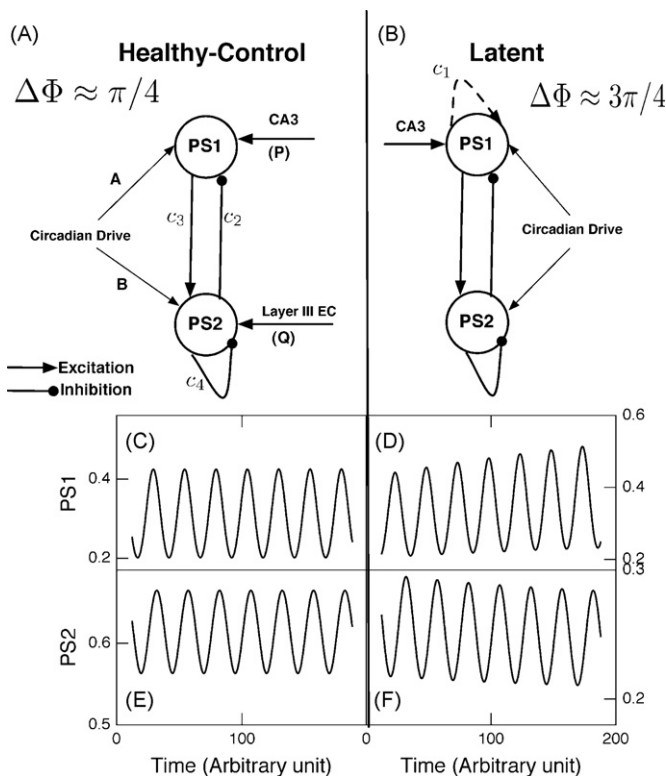 (A)
Healthy-Control
ΔΦ ≈ π/4
CA3
(P)
PS1
A
c3
c2
Circadian Drive
B
PS2
Layer III EC
(Q)
c4
Excitation
Inhibition
(B)
Latent
c1
ΔΦ ≈ 3π/4
CA3
PS1
Circadian Drive
PS2
(C)
PS1
0.4
0.2
(D)
0.6
0.4
0.2
(E)
PS2
0.6
0.5
0
100
Time (Arbitrary unit)
(F)
0.3
0.2
0
100
200
Time (Arbitrary unit)